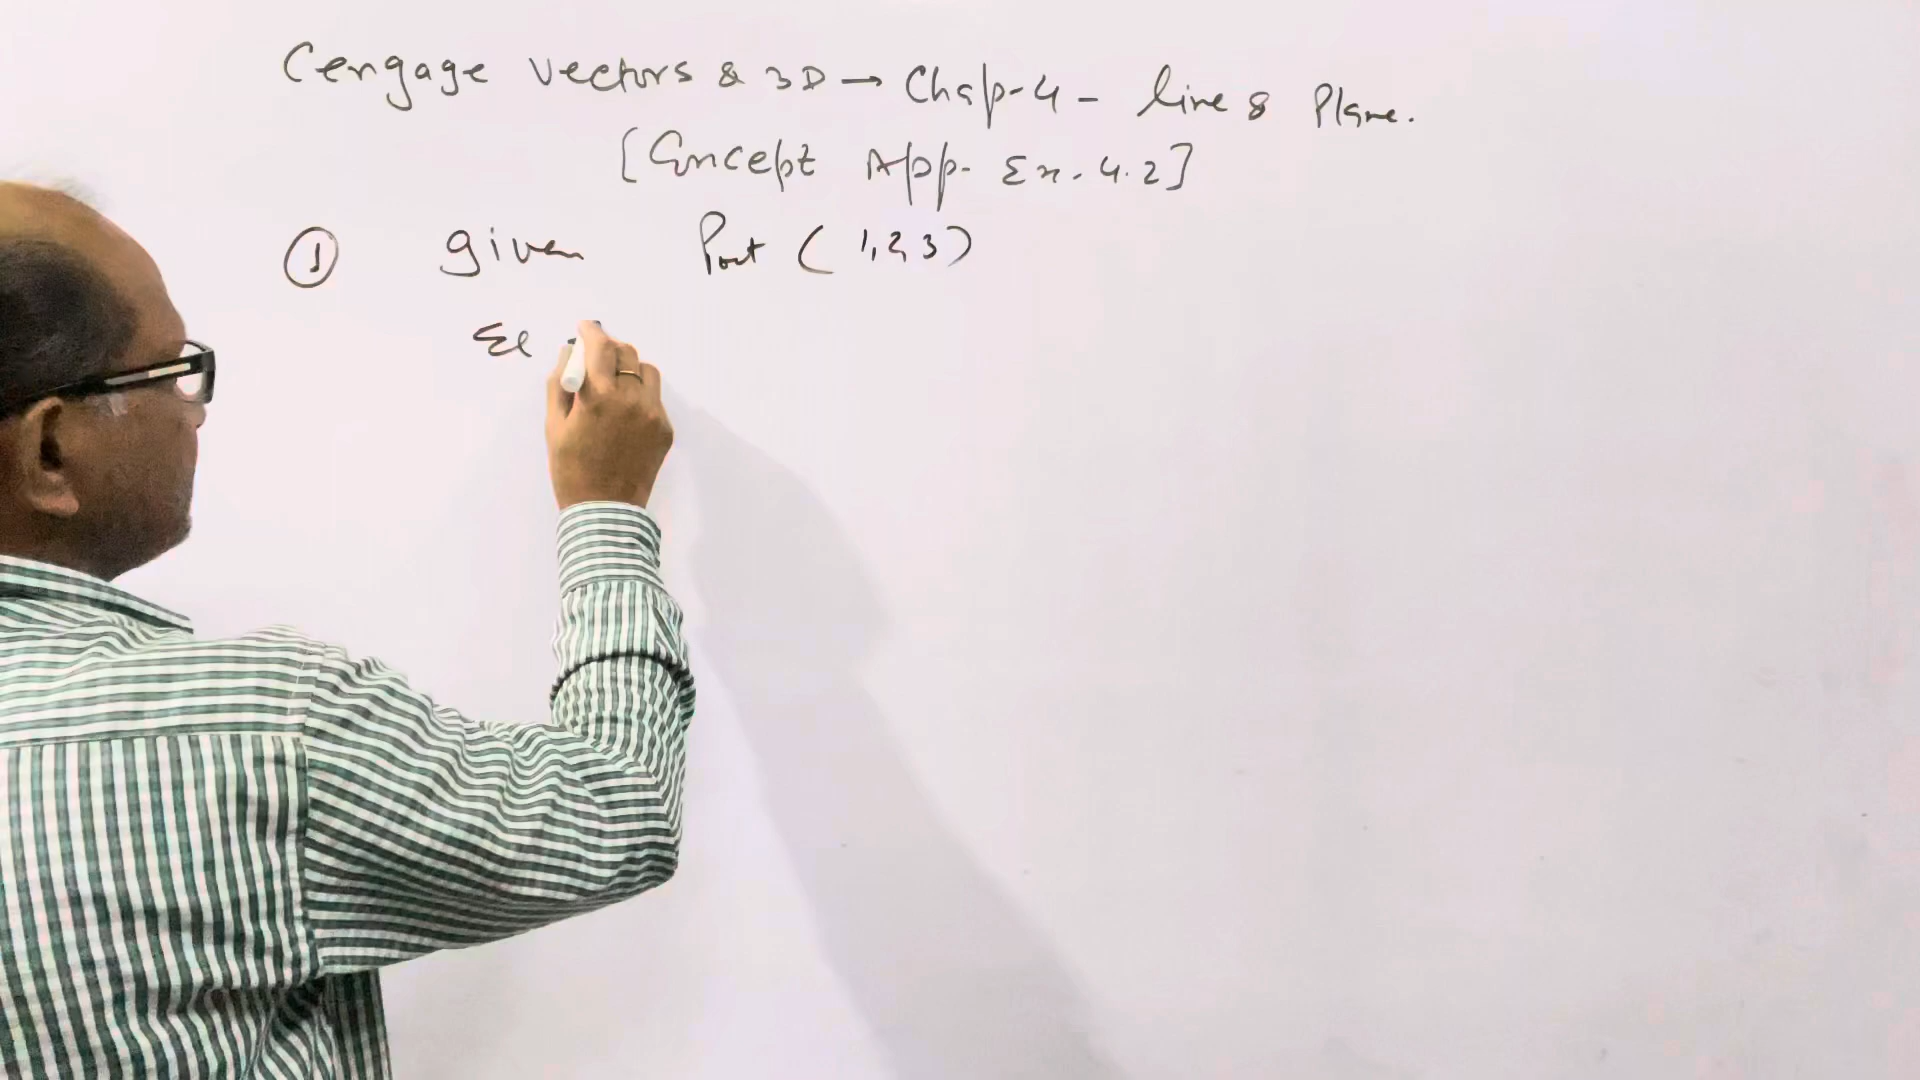 Cengage Vectors & 3D → Chap-4 - line & Plane.
[Concept App. Ex. 4.2]
① given Point (1,2,3)